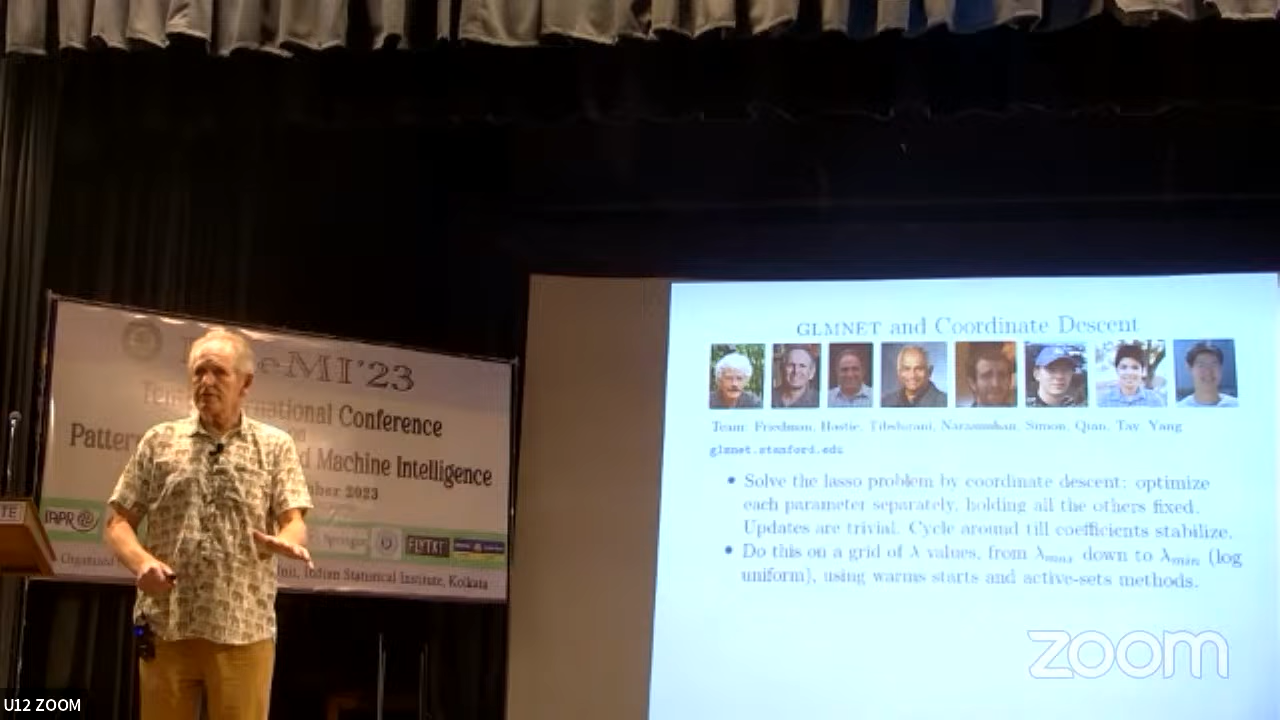 eMI'23
International Conference
Pattern and Machine Intelligence
2023
IAPR
Springer
Unit, Indian Statistical Institute, Kolkata
TE
GLMNET and Coordinate Descent
Team: Friedman, Hastie, Tibshirani, Narasimhan, Simon, Qian, Tay, Yang
glmnet.stanford.edu
• Solve the lasso problem by coordinate descent: optimize
each parameter separately, holding all the others fixed.
Updates are trivial. Cycle around till coefficients stabilize.
• Do this on a grid of λ values, from λmax down to λmin (log
uniform), using warms starts and active-sets methods.
zoom
U12 ZOOM